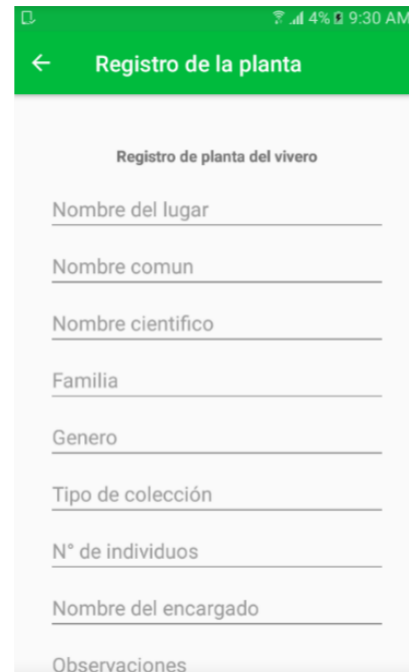 4% 9:30 AM
Registro de la planta
Registro de planta del vivero
Nombre del lugar
Nombre comun
Nombre cientifico
Familia
Genero
Tipo de colección
N° de individuos
Nombre del encargado
Observaciones